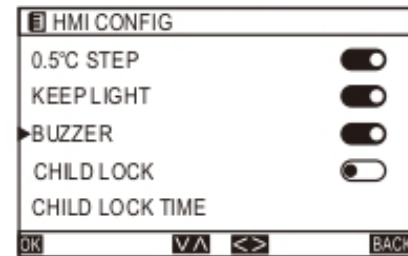 HMI CONFIG
0.5°C STEP
KEEP LIGHT
BUZZER
CHILD LOCK
CHILD LOCK TIME
OK BACK